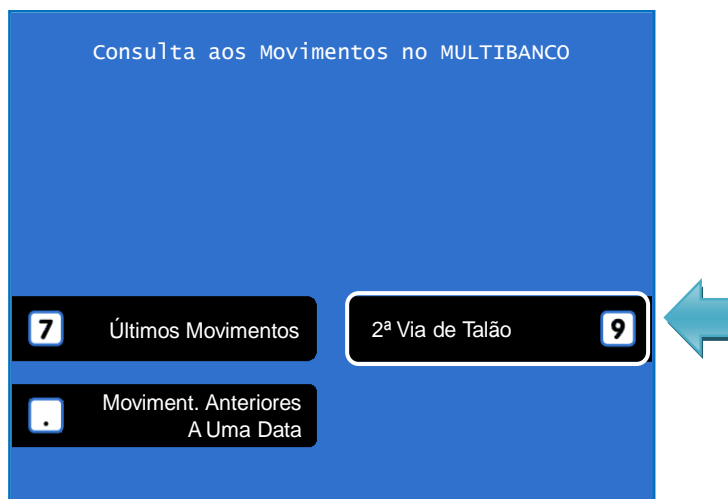 Consulta aos Movimentos no MULTIBANCO
7 Últimos Movimentos
2ª Via de Talão 9
. Moviment. Anteriores
A Uma Data